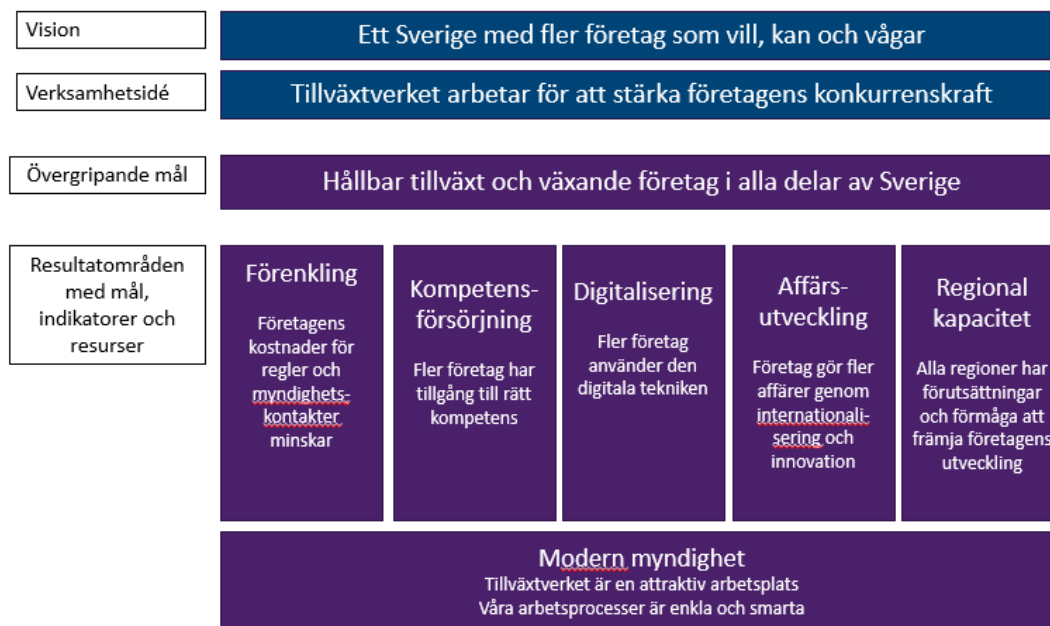 Vision
Ett Sverige med fler företag som vill, kan och vågar
Verksamhetsidé
Tillväxtverket arbetar för att stärka företagens konkurrenskraft
Övergripande mål
Hållbar tillväxt och växande företag i alla delar av Sverige
Resultatområden
med mål,
indikatorer och
resurser
Förenkling
Företagens
kostnader för
regler och
myndighets-
kontakter
minskar
Kompetens-
försörjning
Fler företag har
tillgång till rätt
kompetens
Digitalisering
Fler företag
använder den
digitala tekniken
Affärs-
utveckling
Företag gör fler
affärer genom
internationali-
sering och
innovation
Regional
kapacitet
Alla regioner har
förutsättningar
och förmåga att
främja företagens
utveckling
Modern myndighet
Tillväxtverket är en attraktiv arbetsplats
Våra arbetsprocesser är enkla och smarta